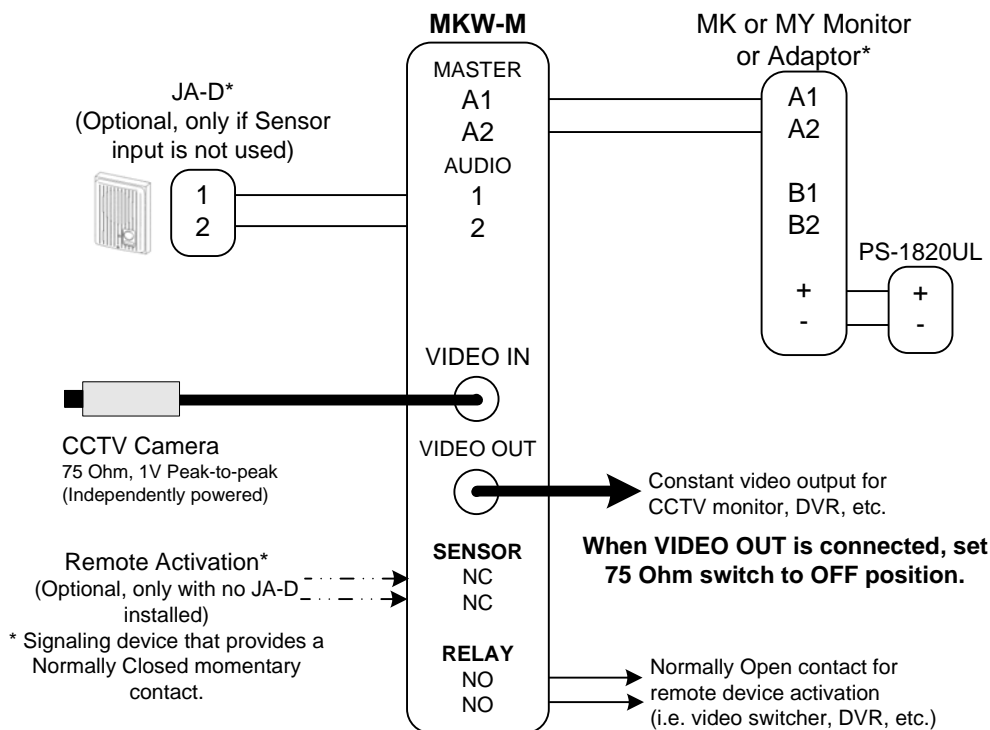 MKW-M
MASTER
A1
A2
AUDIO
1
2
VIDEO IN
VIDEO OUT
SENSOR
NC
NC
RELAY
NO
NO
JA-D*
(Optional, only if Sensor
input is not used)
1
2
MK or MY Monitor
or Adaptor*
A1
A2
B1
B2
+
-
PS-1820UL
+
-
CCTV Camera
75 Ohm, 1V Peak-to-peak
(Independently powered)
Constant video output for
CCTV monitor, DVR, etc.
When VIDEO OUT is connected, set
75 Ohm switch to OFF position.
Remote Activation*
(Optional, only with no JA-D
installed)
* Signaling device that provides a
Normally Closed momentary
contact.
Normally Open contact for
remote device activation
(i.e. video switcher, DVR, etc.)